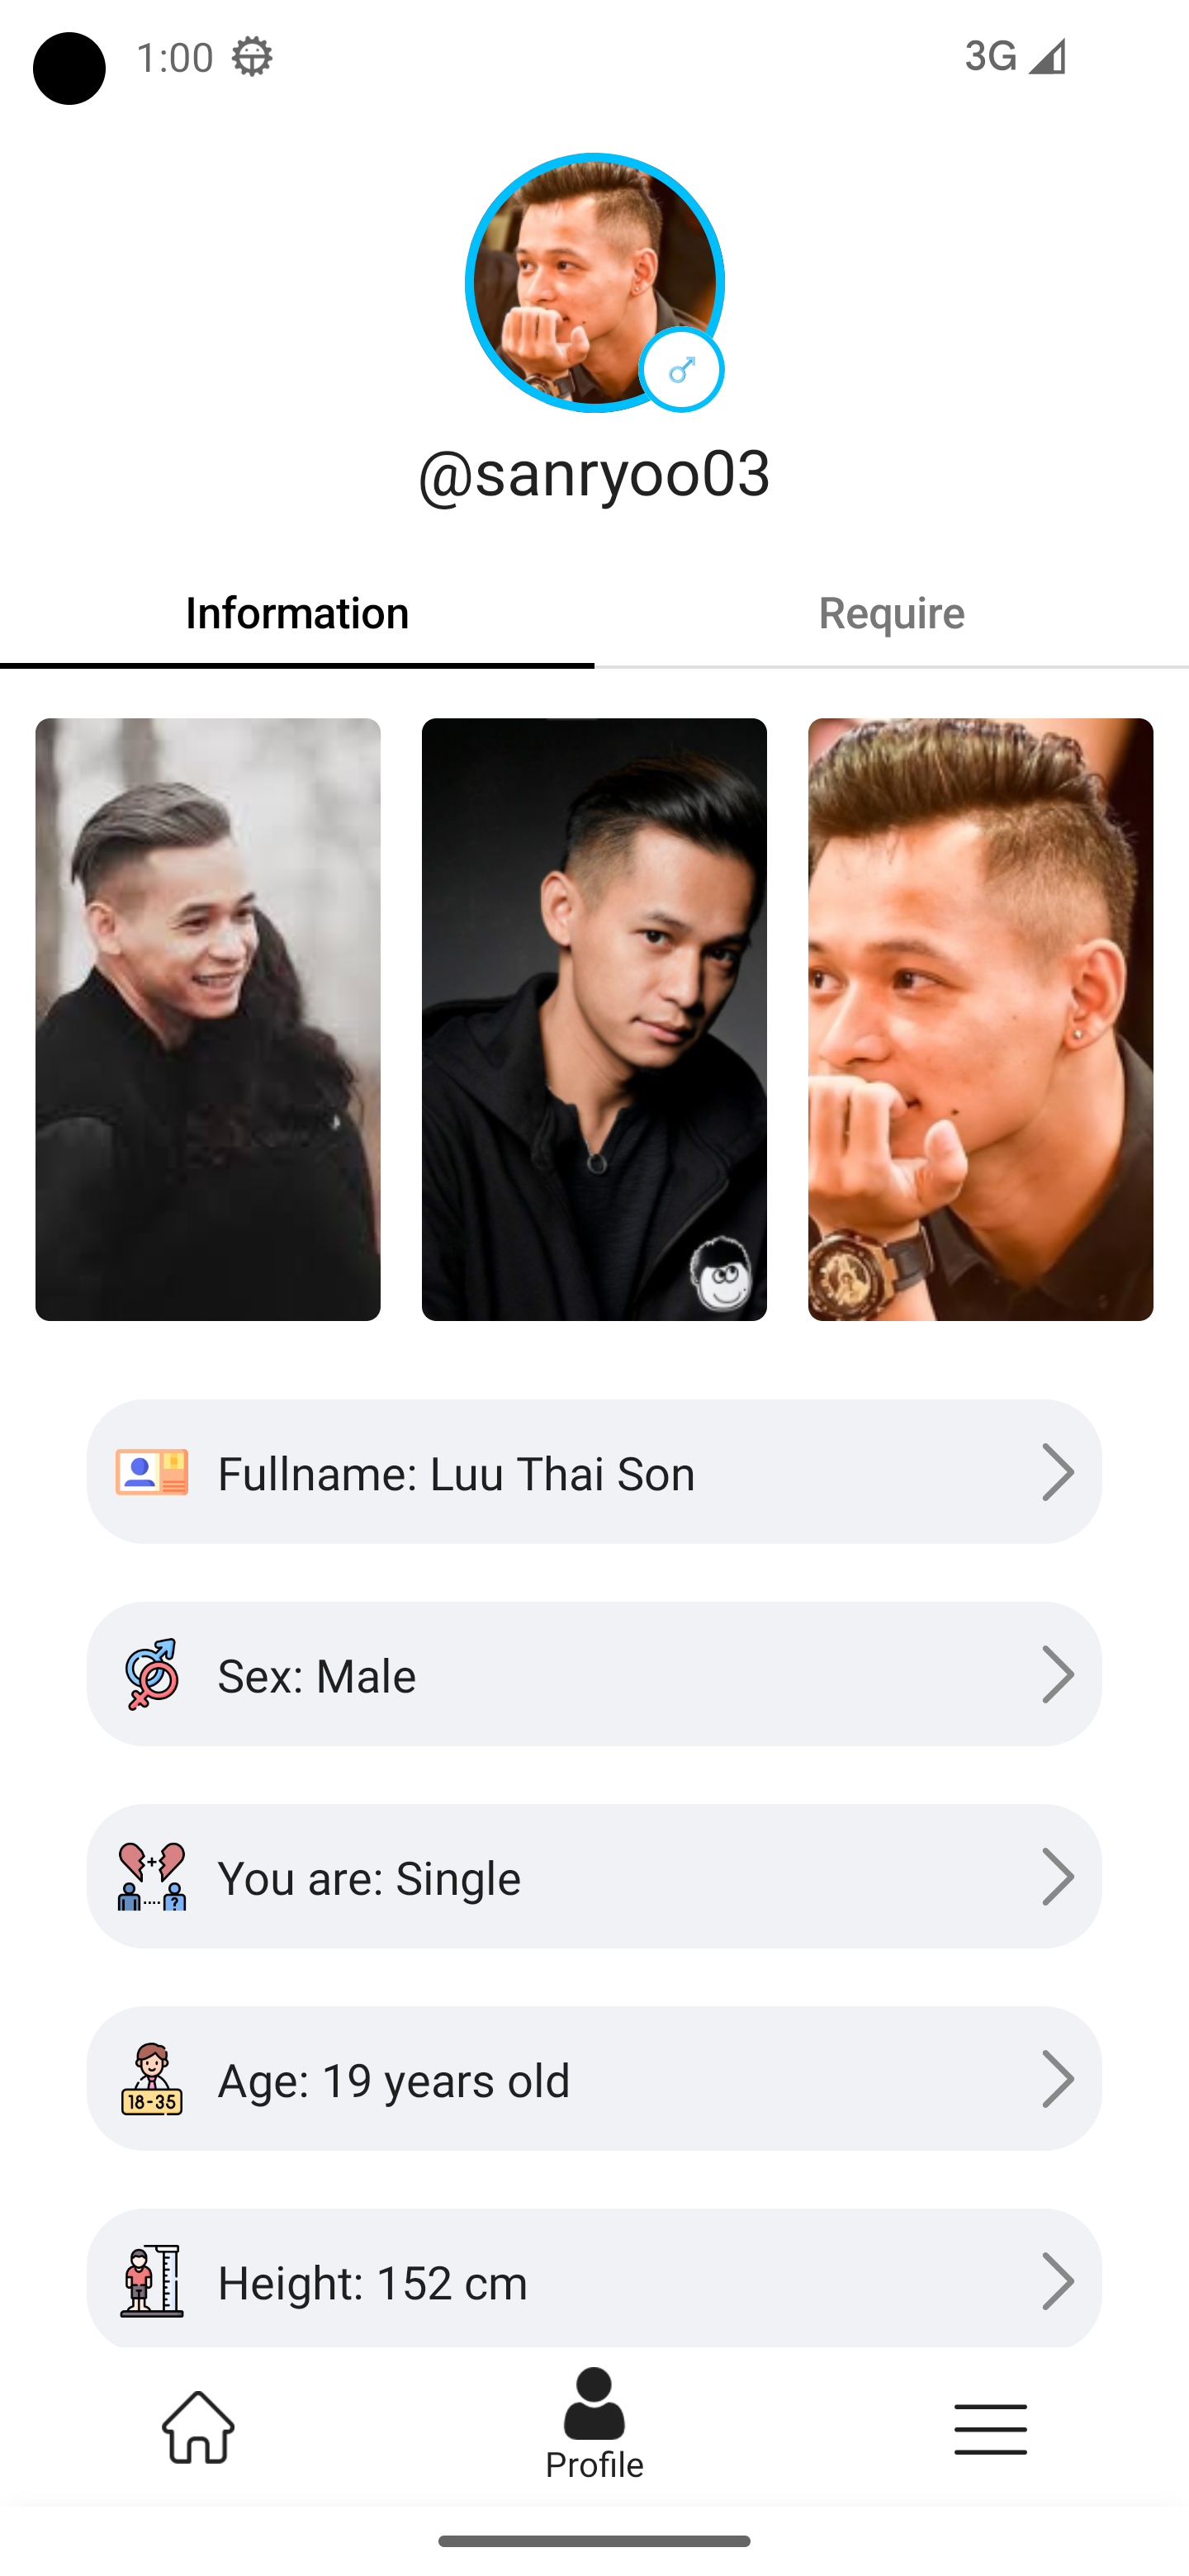 1:00
3G
@sanryoo03
Information
Require
Fullname: Luu Thai Son
Sex: Male
You are: Single
18-35
Age: 19 years old
Height: 152 cm
Profile